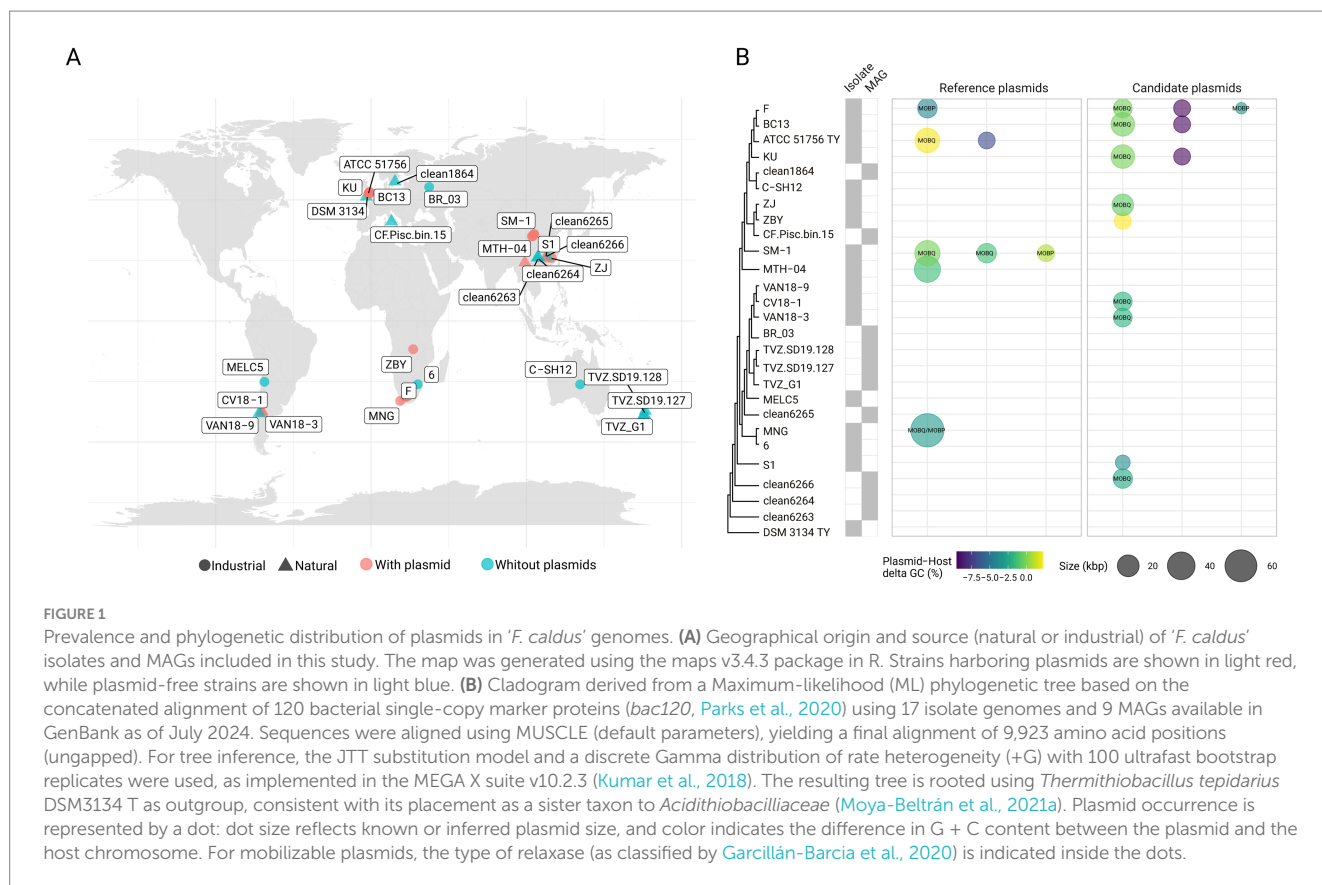 A
ATCC 51756
clean1864
KU
BC13
BR_03
DSM 3134
CF.Pisc.bin.15
SM-1
clean6265
S1
MTH-04
clean6266
ZJ
clean6264
clean6263
MELC5
ZBY
6
C-SH12
TVZ.SD19.128
CV18-1
F
TVZ.SD19.127
MNG
VAN18-9
VAN18-3
TVZ_G1
Industrial Natural With plasmid Whitout plasmids
B
Isolate
MAG
Reference plasmids Candidate plasmids
F MOBP MOBQ MOBP
BC13 MOBQ
ATCC 51756 TY MOBQ
KU MOBQ
clean1864
C-SH12
ZJ MOBQ
ZBY
CF.Pisc.bin.15
SM-1 MOBQ MOBQ MOBP
MTH-04
VAN18-9
CV18-1 MOBQ
VAN18-3 MOBQ
BR_03
TVZ.SD19.128
TVZ.SD19.127
TVZ_G1
MELC5
clean6265
MNG MOBQ/MOBP
6
S1
clean6266 MOBQ
clean6264
clean6263
DSM 3134 TY
Plasmid-Host
delta GC (%)
-7.5-5.0-2.5 0.0
Size (kbp) 20 40 60
FIGURE 1
Prevalence and phylogenetic distribution of plasmids in 'F. caldus' genomes. (A) Geographical origin and source (natural or industrial) of 'F. caldus'
isolates and MAGs included in this study. The map was generated using the maps v3.4.3 package in R. Strains harboring plasmids are shown in light red,
while plasmid-free strains are shown in light blue. (B) Cladogram derived from a Maximum-likelihood (ML) phylogenetic tree based on the
concatenated alignment of 120 bacterial single-copy marker proteins (bac120, Parks et al., 2020) using 17 isolate genomes and 9 MAGs available in
GenBank as of July 2024. Sequences were aligned using MUSCLE (default parameters), yielding a final alignment of 9,923 amino acid positions
(ungapped). For tree inference, the JTT substitution model and a discrete Gamma distribution of rate heterogeneity (+G) with 100 ultrafast bootstrap
replicates were used, as implemented in the MEGA X suite v10.2.3 (Kumar et al., 2018). The resulting tree is rooted using Thermithiobacillus tepidarius
DSM3134 T as outgroup, consistent with its placement as a sister taxon to Acidithiobacilliaceae (Moya-Beltrán et al., 2021a). Plasmid occurrence is
represented by a dot: dot size reflects known or inferred plasmid size, and color indicates the difference in G + C content between the plasmid and the
host chromosome. For mobilizable plasmids, the type of relaxase (as classified by Garcillán-Barcia et al., 2020) is indicated inside the dots.